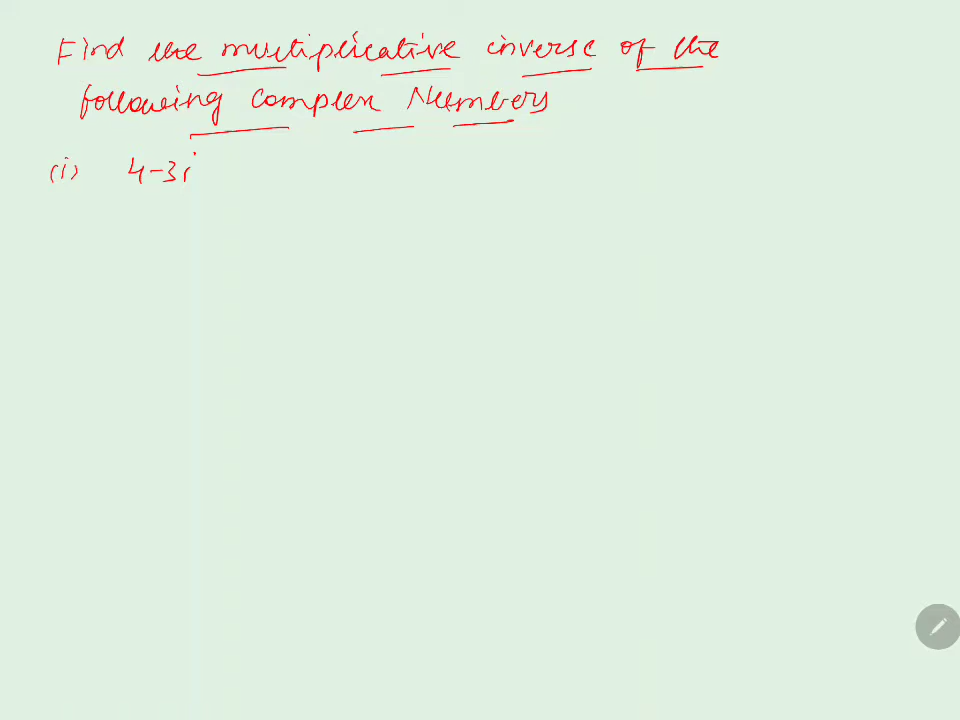 Find the multiplicative inverse of the
following complex Numbers
(i) 4-3i